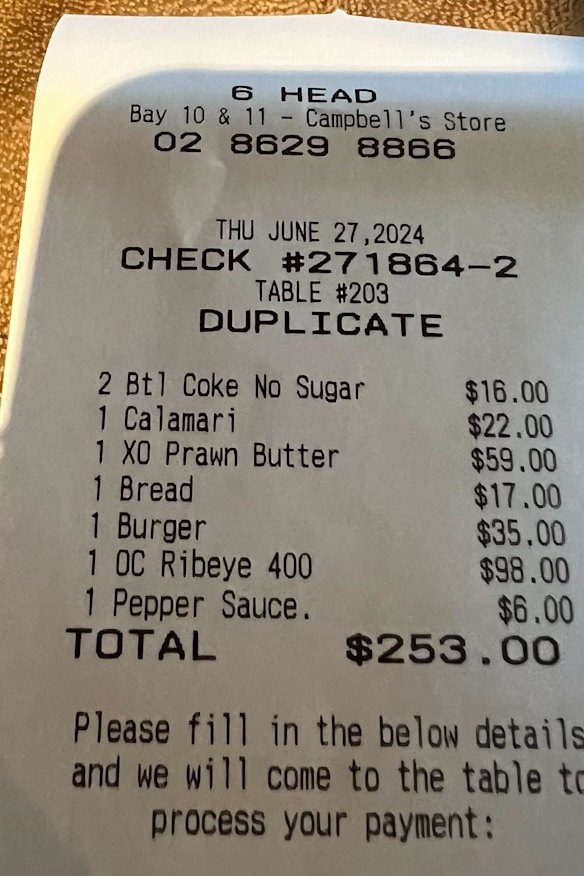 6 HEAD
Bay 10 & 11 - Campbell's Store
02 8629 8866
THU JUNE 27,2024
CHECK #271864-2
TABLE #203
DUPLICATE
2 Btl Coke No Sugar $16.00
1 Calamari $22.00
1 XO Prawn Butter $59.00
1 Bread $17.00
1 Burger $35.00
1 OC Ribeye 400 $98.00
1 Pepper Sauce. $6.00
TOTAL $253.00
Please fill in the below details
and we will come to the table to
process your payment: